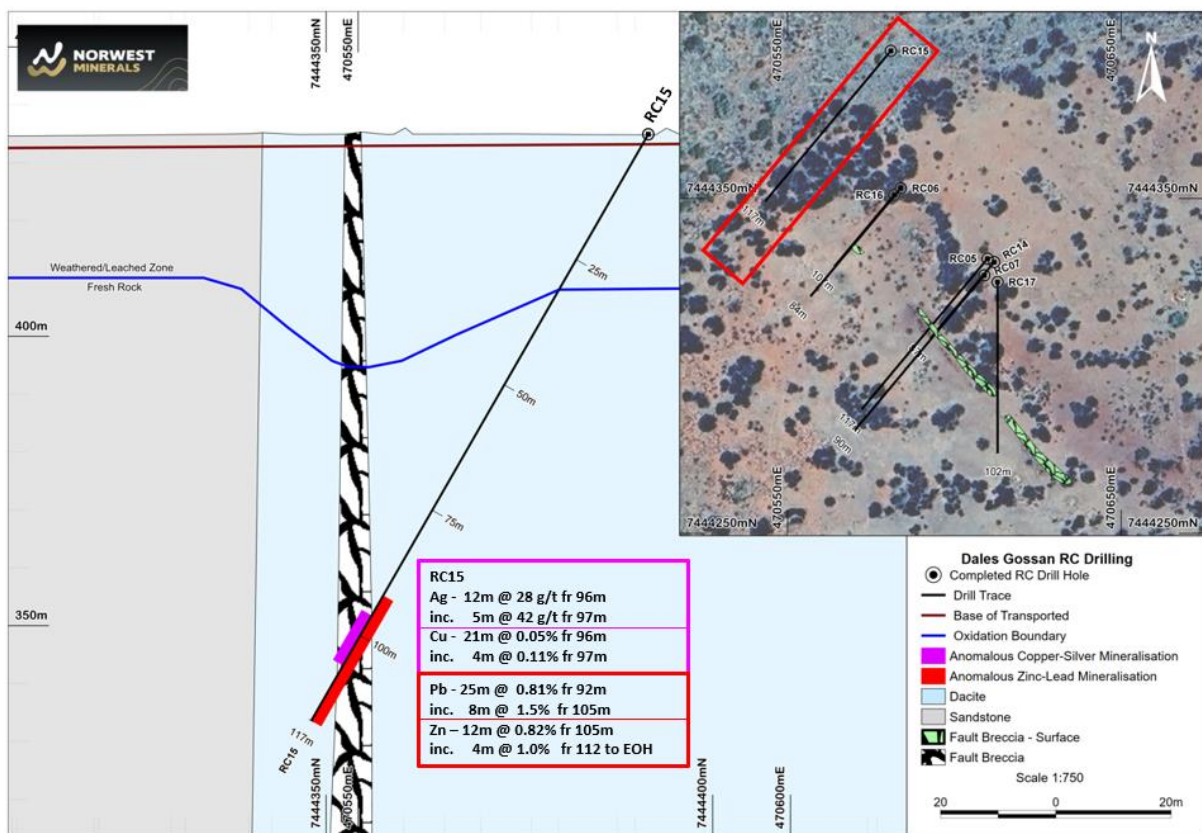 NORWEST
MINERALS
7444350mN
470550mE
RC15
Weathered/Leached Zone
Fresh Rock
400m
350m
25m
50m
75m
100m
117m
RC15
RC15
Ag - 12m @ 28 g/t fr 96m
inc. 5m @ 42 g/t fr 97m
Cu - 21m @ 0.05% fr 96m
inc. 4m @ 0.11% fr 97m
Pb - 25m @ 0.81% fr 92m
inc. 8m @ 1.5% fr 105m
Zn – 12m @ 0.82% fr 105m
inc. 4m @ 1.0% fr 112 to EOH
7444350mN
470550mE
7444400mN
470600mE
470550mE
470650mE
N
RC15
7444350mN
7444350mN
117m
RC16
RC06
RC05
RC14
RC07
RC17
84m
117m
90m
102m
470550mE
470650mE
7444250mN
7444250mN
Dales Gossan RC Drilling
Completed RC Drill Hole
Drill Trace
Base of Transported
Oxidation Boundary
Anomalous Copper-Silver Mineralisation
Anomalous Zinc-Lead Mineralisation
Dacite
Sandstone
Fault Breccia - Surface
Fault Breccia
Scale 1:750
20 0 20m